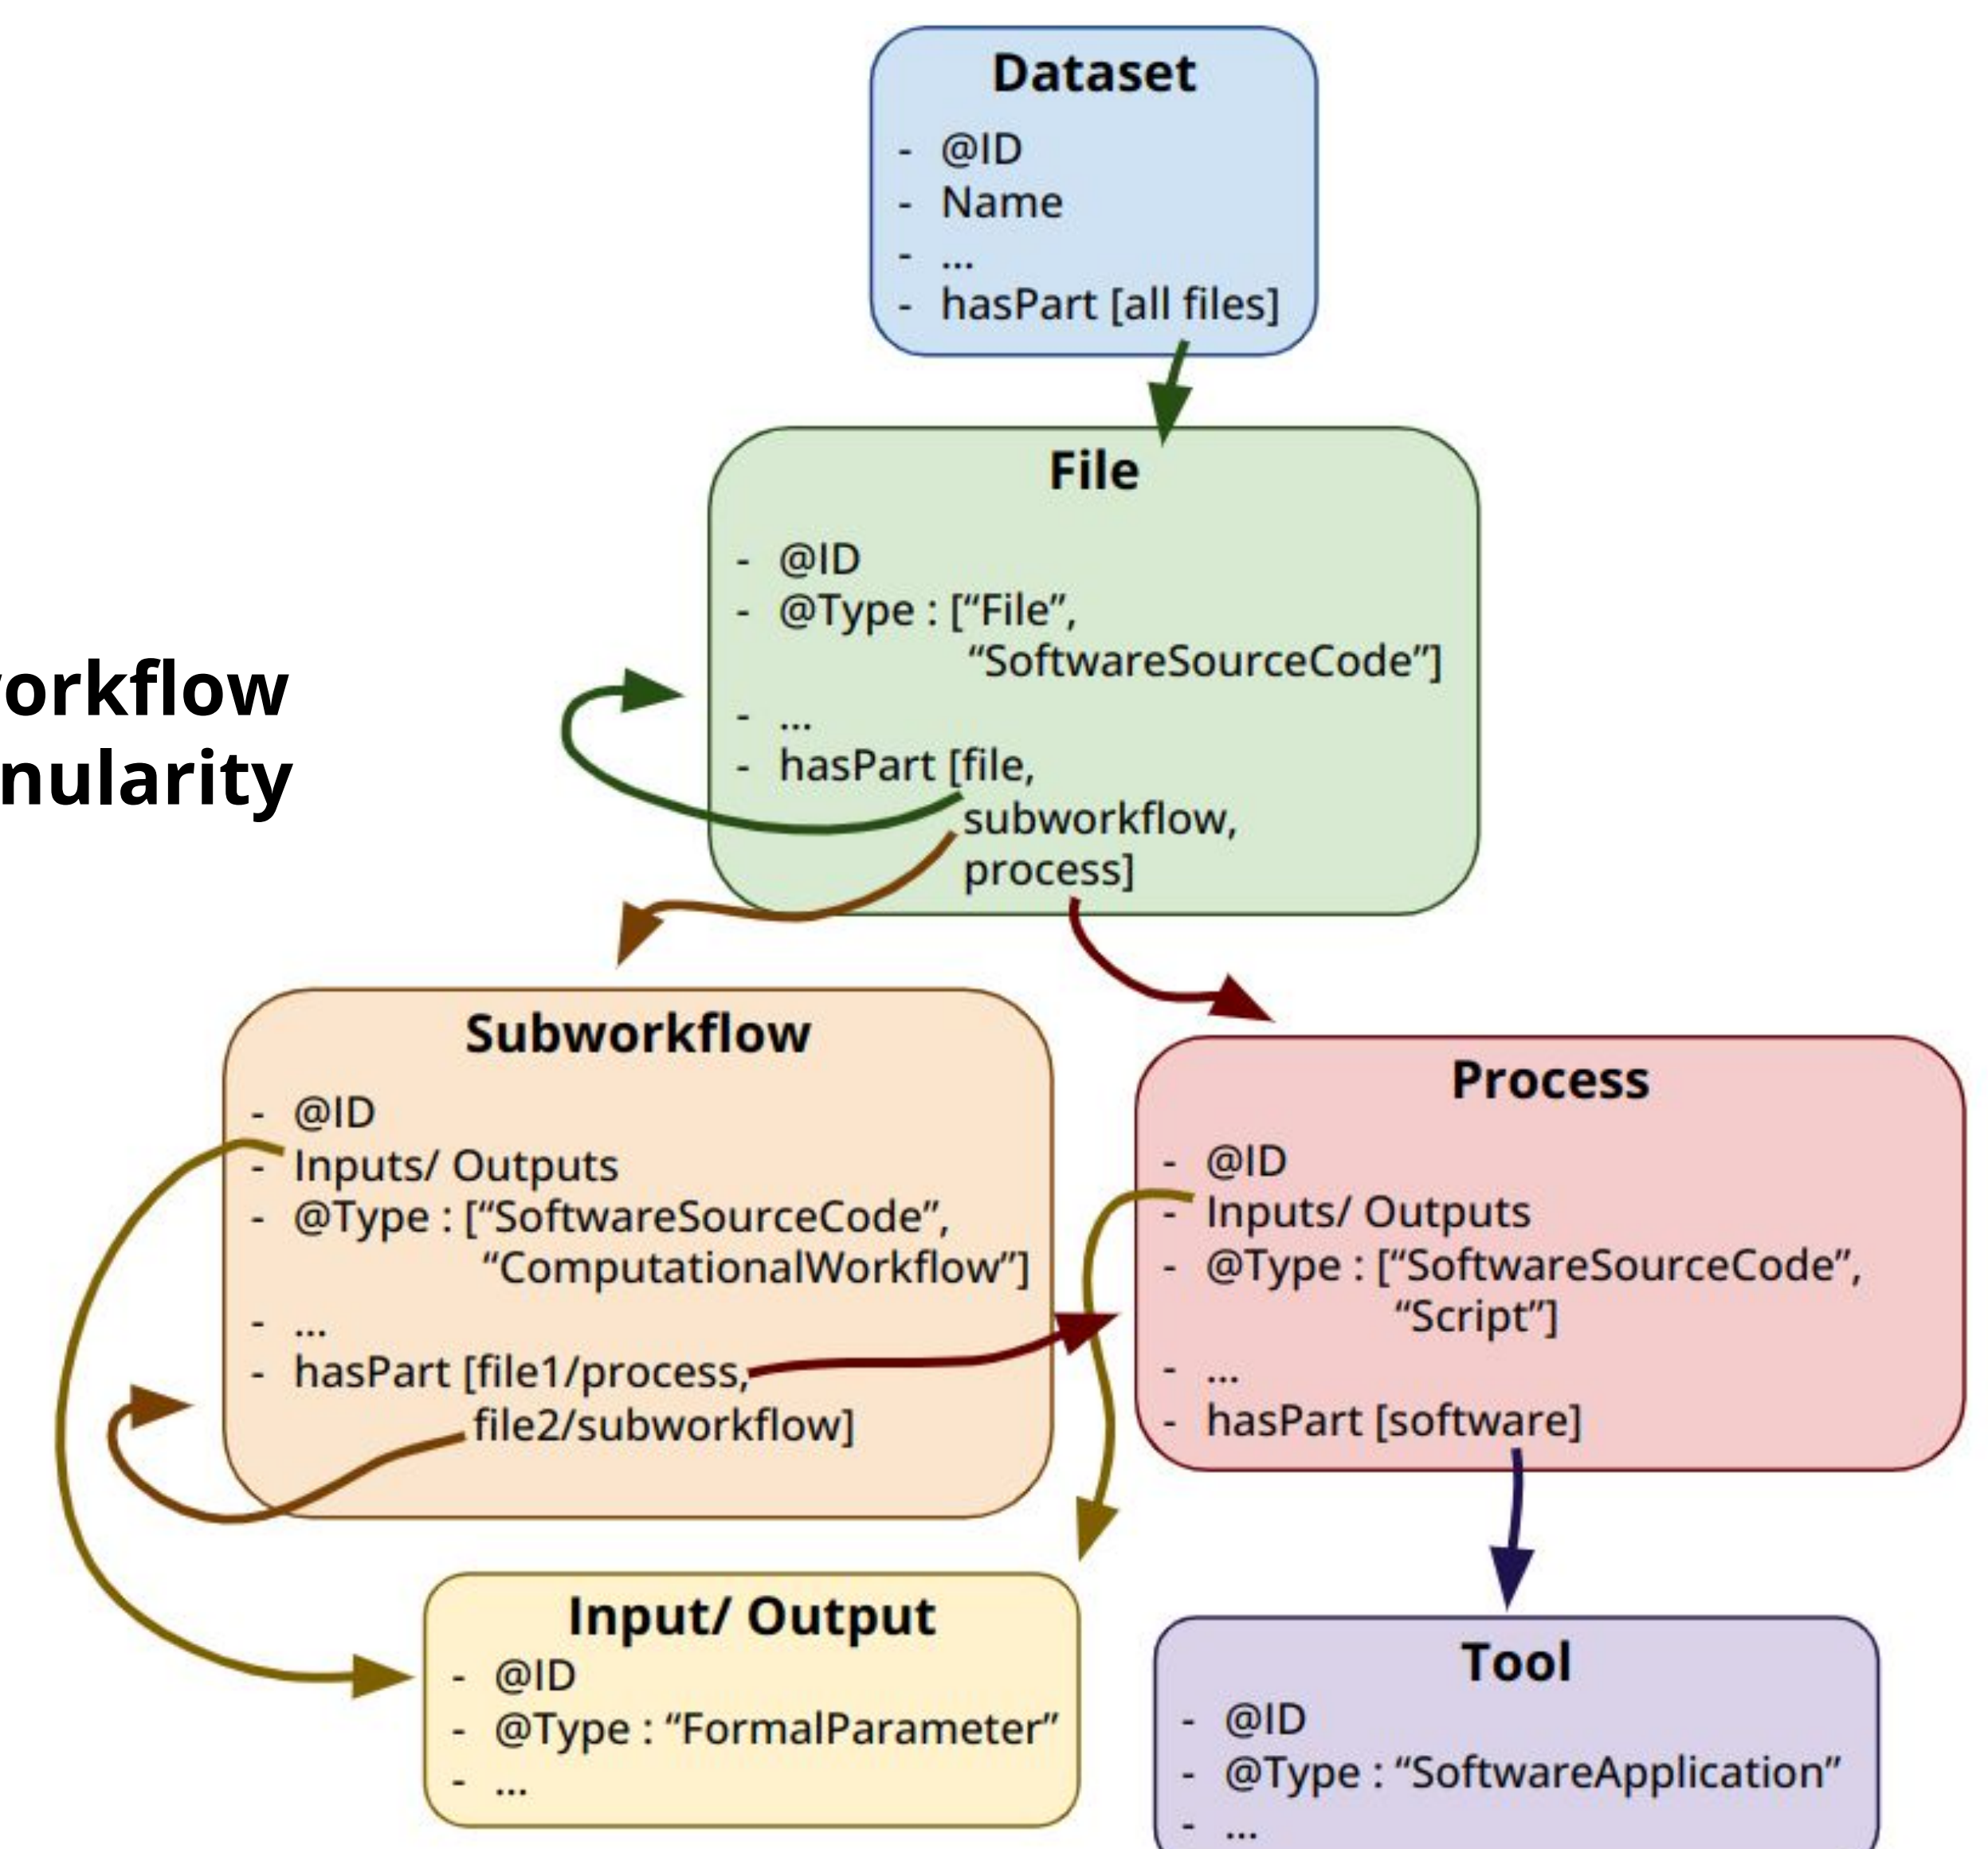 Dataset
- @ID
- Name
- ...
- hasPart [all files]
File
- @ID
- @Type : [“File”,
“SoftwareSourceCode”]
- ...
- hasPart [file,
subworkflow,
process]
orkflow
nularity
Subworkflow
- @ID
- Inputs/ Outputs
- @Type : [“SoftwareSourceCode”,
“ComputationalWorkflow”]
- ...
- hasPart [file1/process,
file2/subworkflow]
Process
- @ID
- Inputs/ Outputs
- @Type : [“SoftwareSourceCode”,
“Script”]
- ...
- hasPart [software]
Input/ Output
- @ID
- @Type : “FormalParameter”
- ...
Tool
- @ID
- @Type : “SoftwareApplication”
- ...